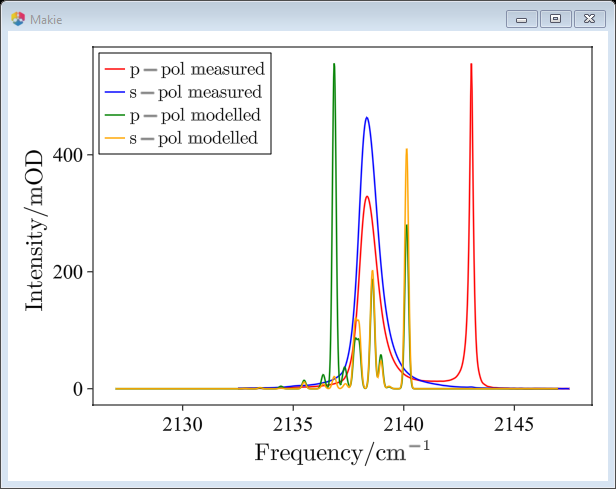 Makie
p − pol measured
s − pol measured
p − pol modelled
s − pol modelled
Intensity/mOD
400
200
0
2130 2135 2140 2145
Frequency/cm⁻¹